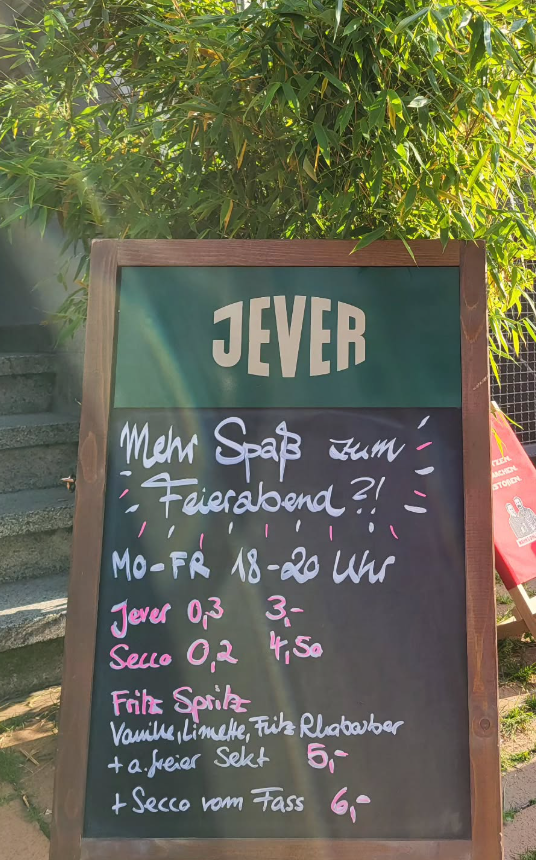 JEVER
Mehr Spaß zum
Feierabend?!
MO-FR 18-20 Uhr
Jever 0,3 3,-
Secco 0,2 4,50
Fritz Spritz
Vanille, Limette, Fritz Rhabarber
+ a.freier Sekt 5,-
+ Secco vom Fass 6,-